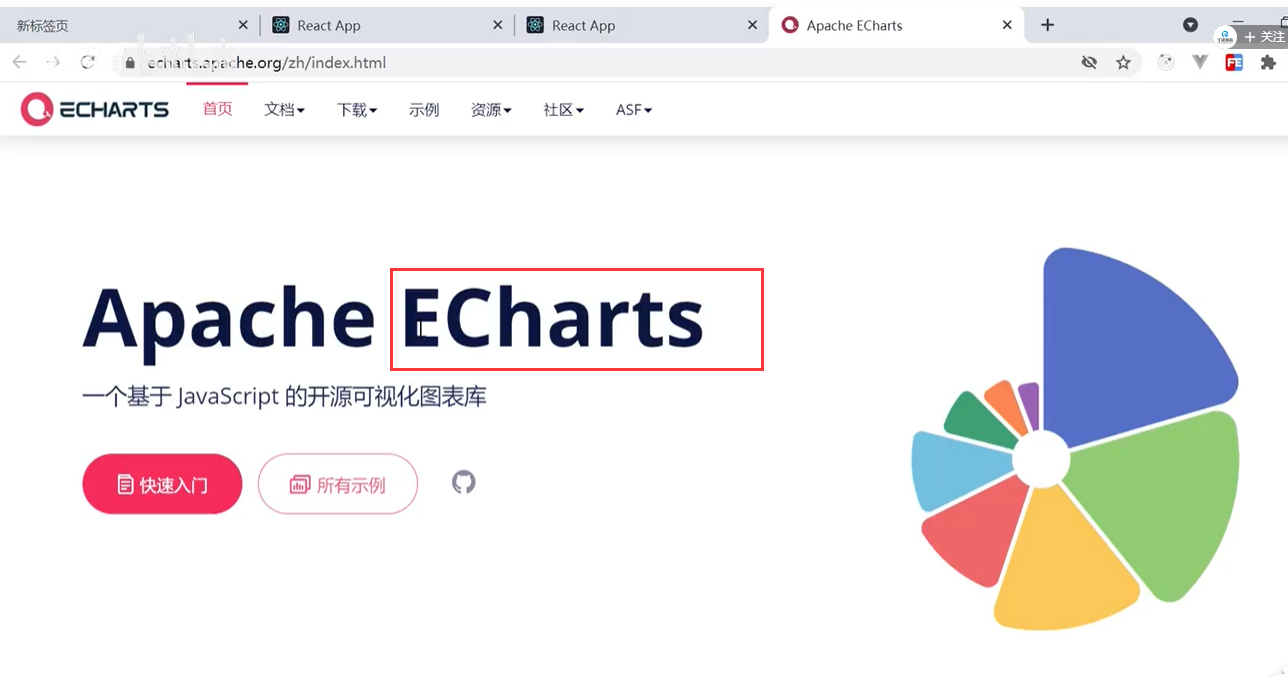 新标签页
React App
React App
Apache ECharts
关注
echarts.apache.org/zh/index.html
FE
ECHARTS
首页
文档
下载
示例
资源
社区
ASF
Apache ECharts
一个基于 JavaScript 的开源可视化图表库
快速入门
所有示例